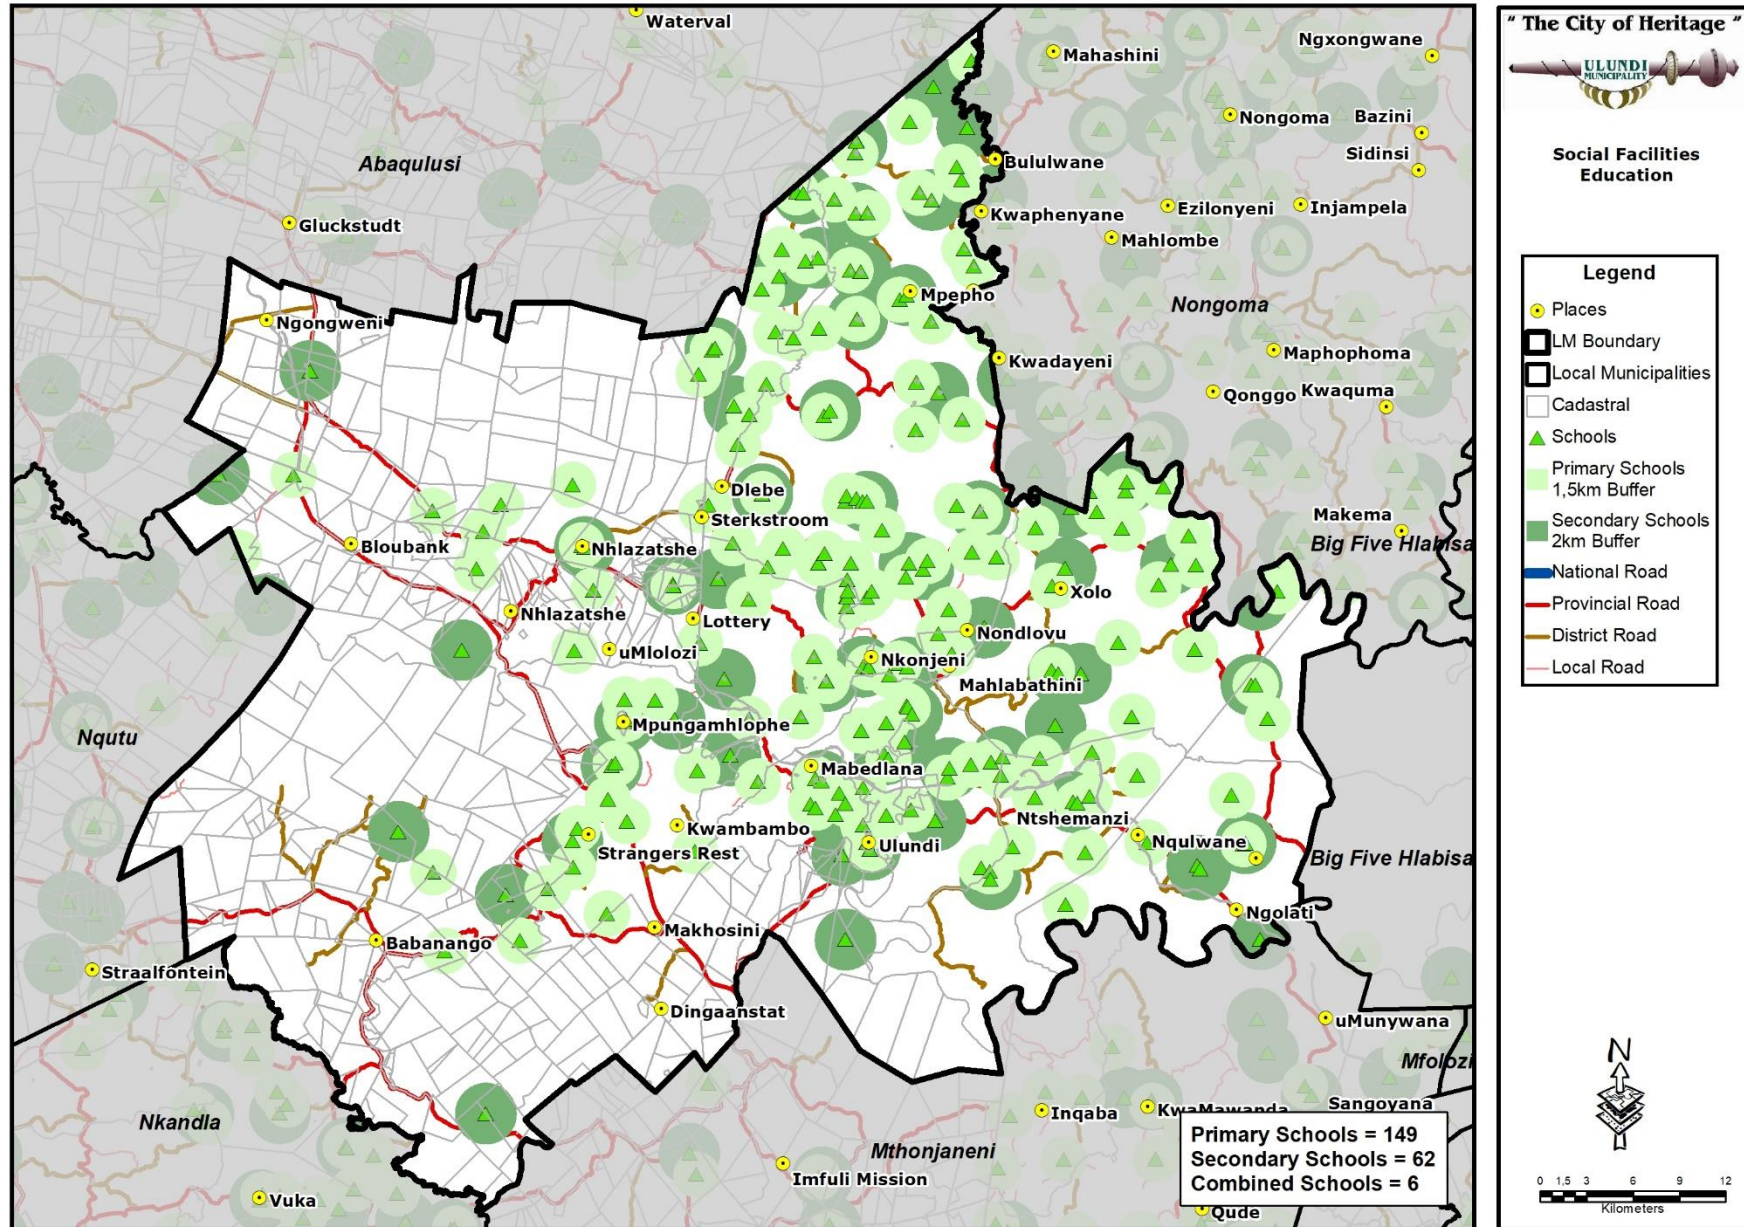 Waterval
Mahashini
Ngxongwane
Nongoma
Bazini
Abaqulusi
Bululwane
Sidinsi
Gluckstudt
Kwaphenyane
Ezilonyeni
Injampela
Mahlombe
Mpepho
Nongoma
Ngongweni
Kwadayeni
Maphophoma
Qonggo
Kwaquma
Dlebe
Sterkstroom
Makema
Bloubank
Nhlazatshe
Big Five Hlabisa
Xolo
Nhlazatshe
Lottery
Nondlovu
uMlolozi
Nkonjeni
Mahlabathini
Mpungamhlophe
Nqutu
Mabedlana
Ntshemanzi
Kwambambo
Strangers Rest
Ulundi
Nqulwane
Big Five Hlabisa
Ngolati
Makhosini
Babanango
Straalfontein
Dingaanstat
uMunywana
Mfolozi
Inqaba
KwaMawanda
Sangoyana
Nkandla
Mthonjaneni
Imfuli Mission
Vuka
Qude
Primary Schools = 149
Secondary Schools = 62
Combined Schools = 6
" The City of Heritage "
ULUNDI
MUNICIPALITY
Social Facilities
Education
Legend
Places
LM Boundary
Local Municipalities
Cadastral
Schools
Primary Schools
1,5km Buffer
Secondary Schools
2km Buffer
National Road
Provincial Road
District Road
Local Road
N
0 1,5 3 6 9 12
Kilometers